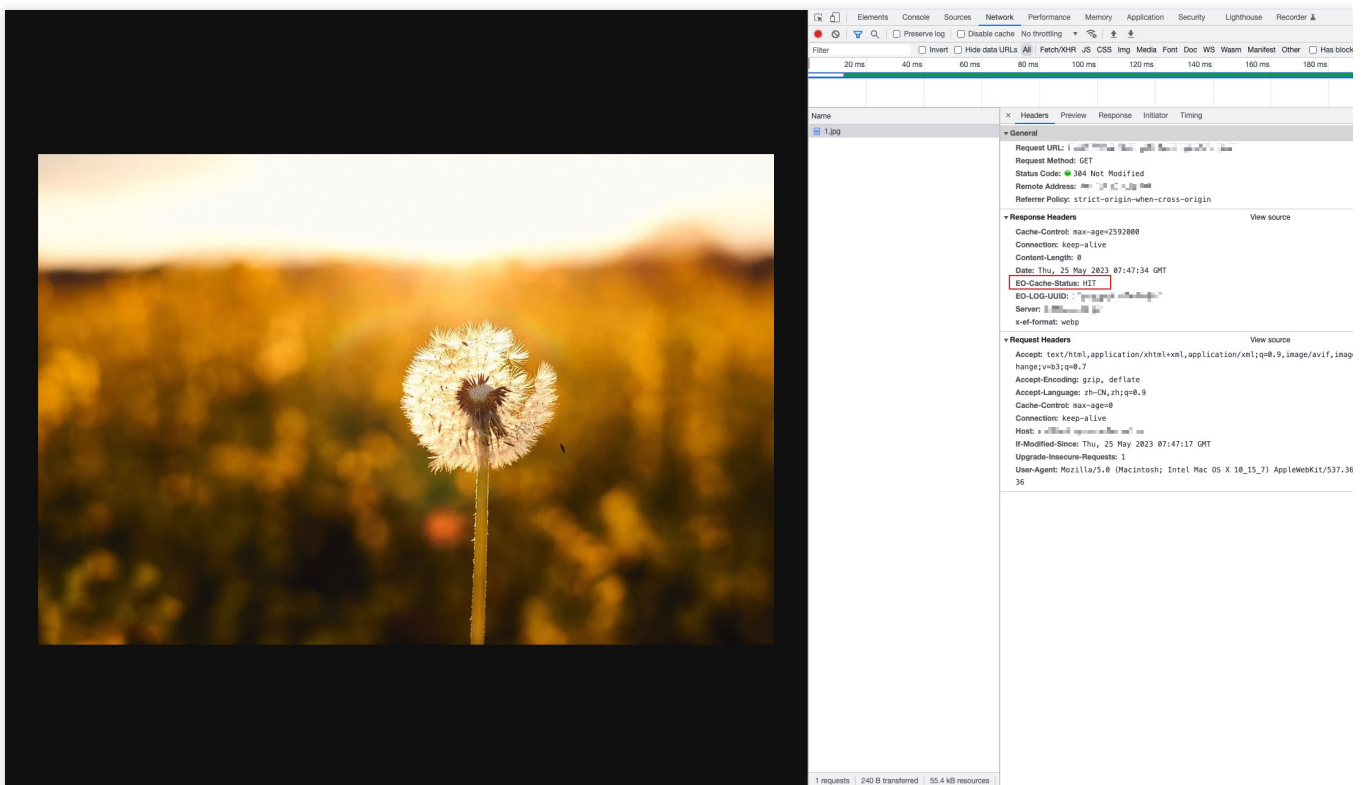 Elements Console Sources Network Performance Memory Application Security Lighthouse Recorder
Preserve log Disable cache No throttling
Filter Invert Hide data URLs All Fetch/XHR JS CSS Img Media Font Doc WS Wasm Manifest Other Has block
20 ms 40 ms 60 ms 80 ms 100 ms 120 ms 140 ms 160 ms 180 ms
Name
× Headers Preview Response Initiator Timing
1.jpg
General
Request URL:
Request Method: GET
Status Code: 304 Not Modified
Remote Address:
Referrer Policy: strict-origin-when-cross-origin
Response Headers View source
Cache-Control: max-age=2592000
Connection: keep-alive
Content-Length: 0
Date: Thu, 25 May 2023 07:47:34 GMT
EO-Cache-Status: HIT
EO-LOG-UUID:
Server:
x-ef-format: webp
Request Headers View source
Accept: text/html,application/xhtml+xml,application/xml;q=0.9,image/avif,imag
hange;v=b3;q=0.7
Accept-Encoding: gzip, deflate
Accept-Language: zh-CN,zh;q=0.9
Cache-Control: max-age=0
Connection: keep-alive
Host:
If-Modified-Since: Thu, 25 May 2023 07:47:17 GMT
Upgrade-Insecure-Requests: 1
User-Agent: Mozilla/5.0 (Macintosh; Intel Mac OS X 10_15_7) AppleWebKit/537.36
36
1 requests 240 B transferred 55.4 kB resources